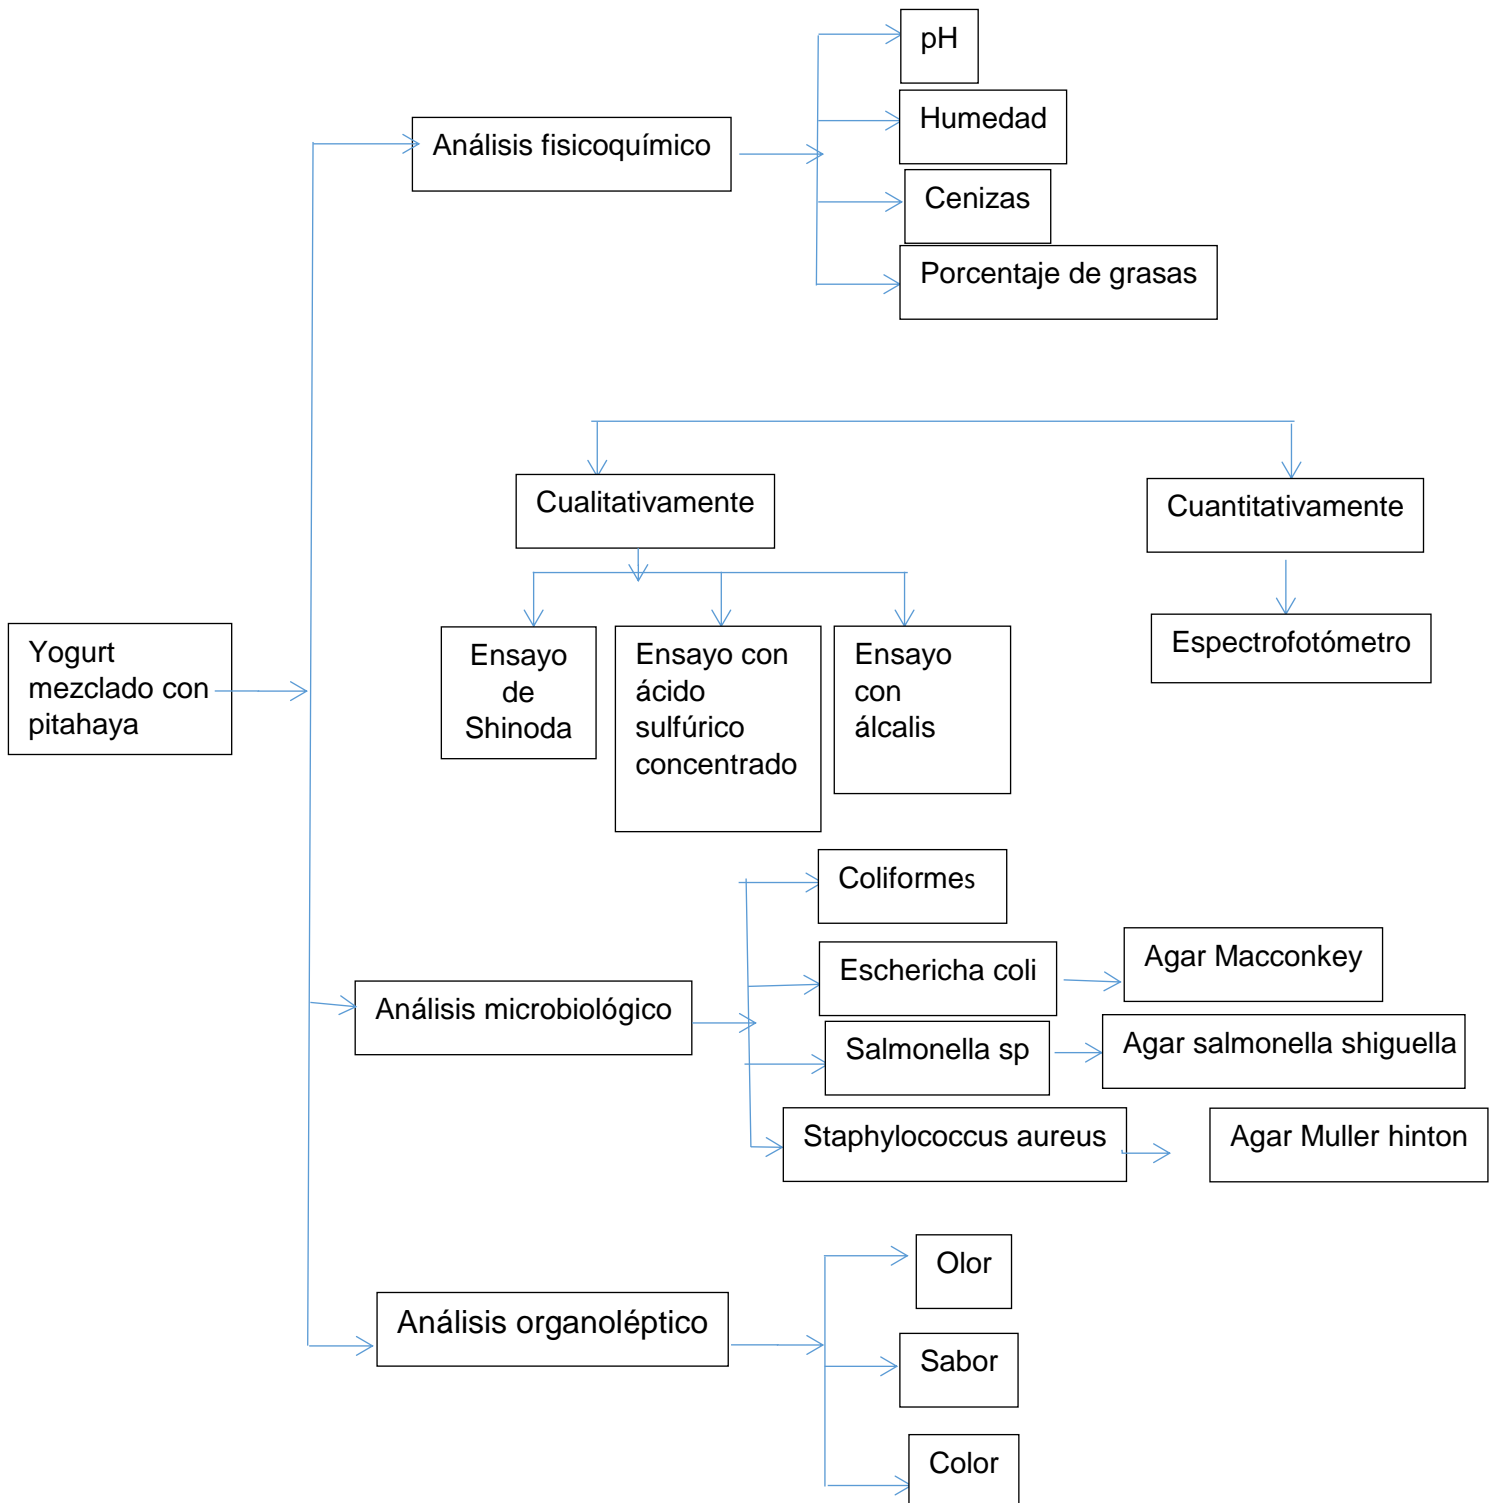 pH
Humedad
Análisis fisicoquímico
Cenizas
Porcentaje de grasas
Cualitativamente
Cuantitativamente
Yogurt
mezclado con
pitahaya
Ensayo
de
Shinoda
Ensayo con
ácido
sulfúrico
concentrado
Ensayo
con
álcalis
Espectrofotómetro
Coliformes
Eschericha coli
Agar Macconkey
Análisis microbiológico
Salmonella sp
Agar salmonella shiguella
Staphylococcus aureus
Agar Muller hinton
Olor
Análisis organoléptico
Sabor
Color